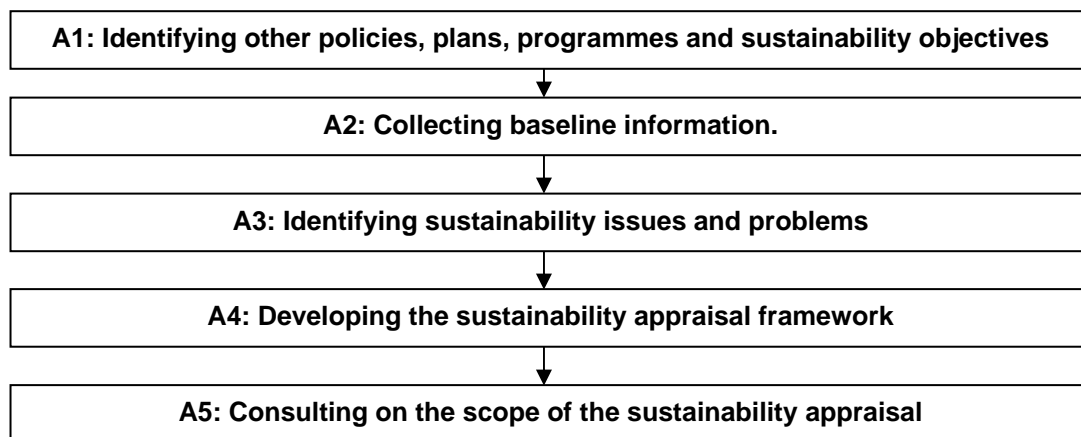 A1: Identifying other policies, plans, programmes and sustainability objectives
A2: Collecting baseline information.
A3: Identifying sustainability issues and problems
A4: Developing the sustainability appraisal framework
A5: Consulting on the scope of the sustainability appraisal